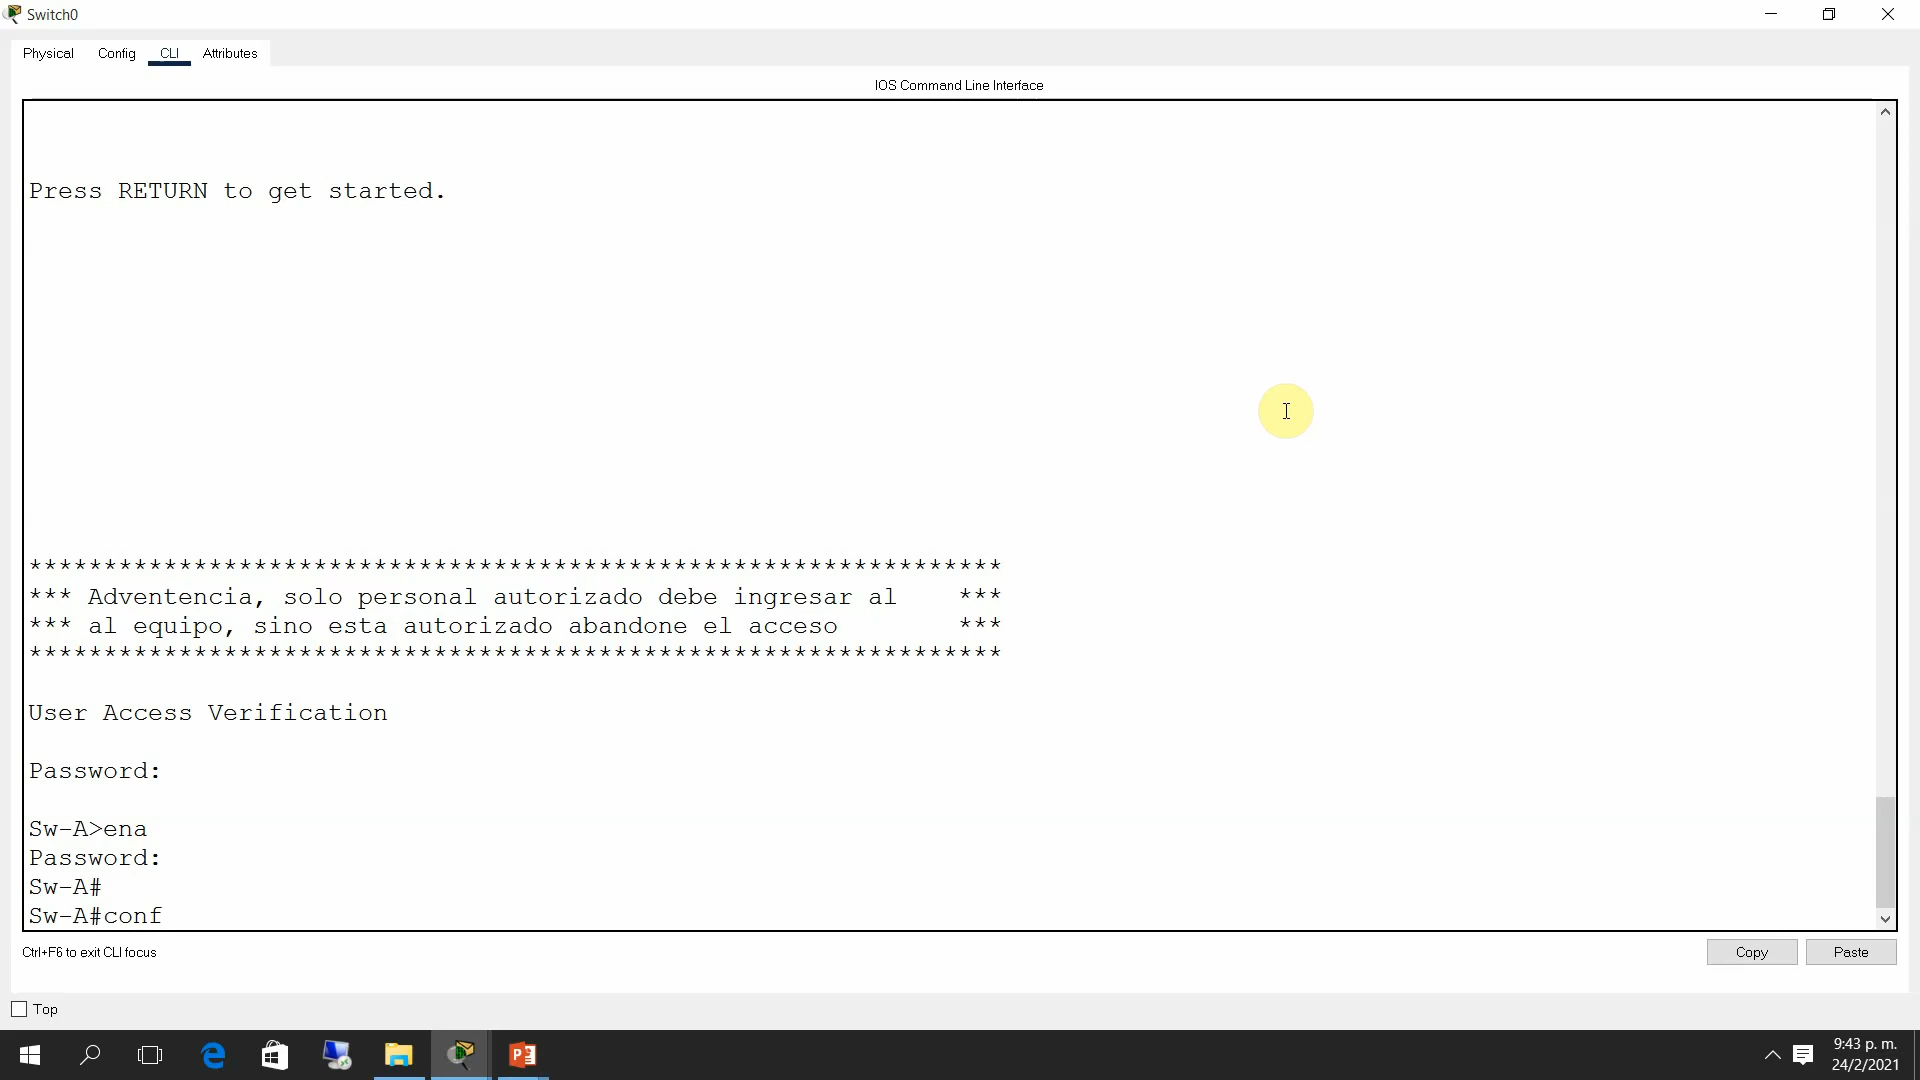 Switch0
Physical Config CLI Attributes
IOS Command Line Interface
Press RETURN to get started.
*****************************************************************
*** Adventencia, solo personal autorizado debe ingresar al    ***
*** al equipo, sino esta autorizado abandone el acceso        ***
*****************************************************************
User Access Verification
Password:
Sw-A>ena
Password:
Sw-A#
Sw-A#conf
Ctrl+F6 to exit CLI focus
Copy Paste
Top
9:43 p. m.
24/2/2021